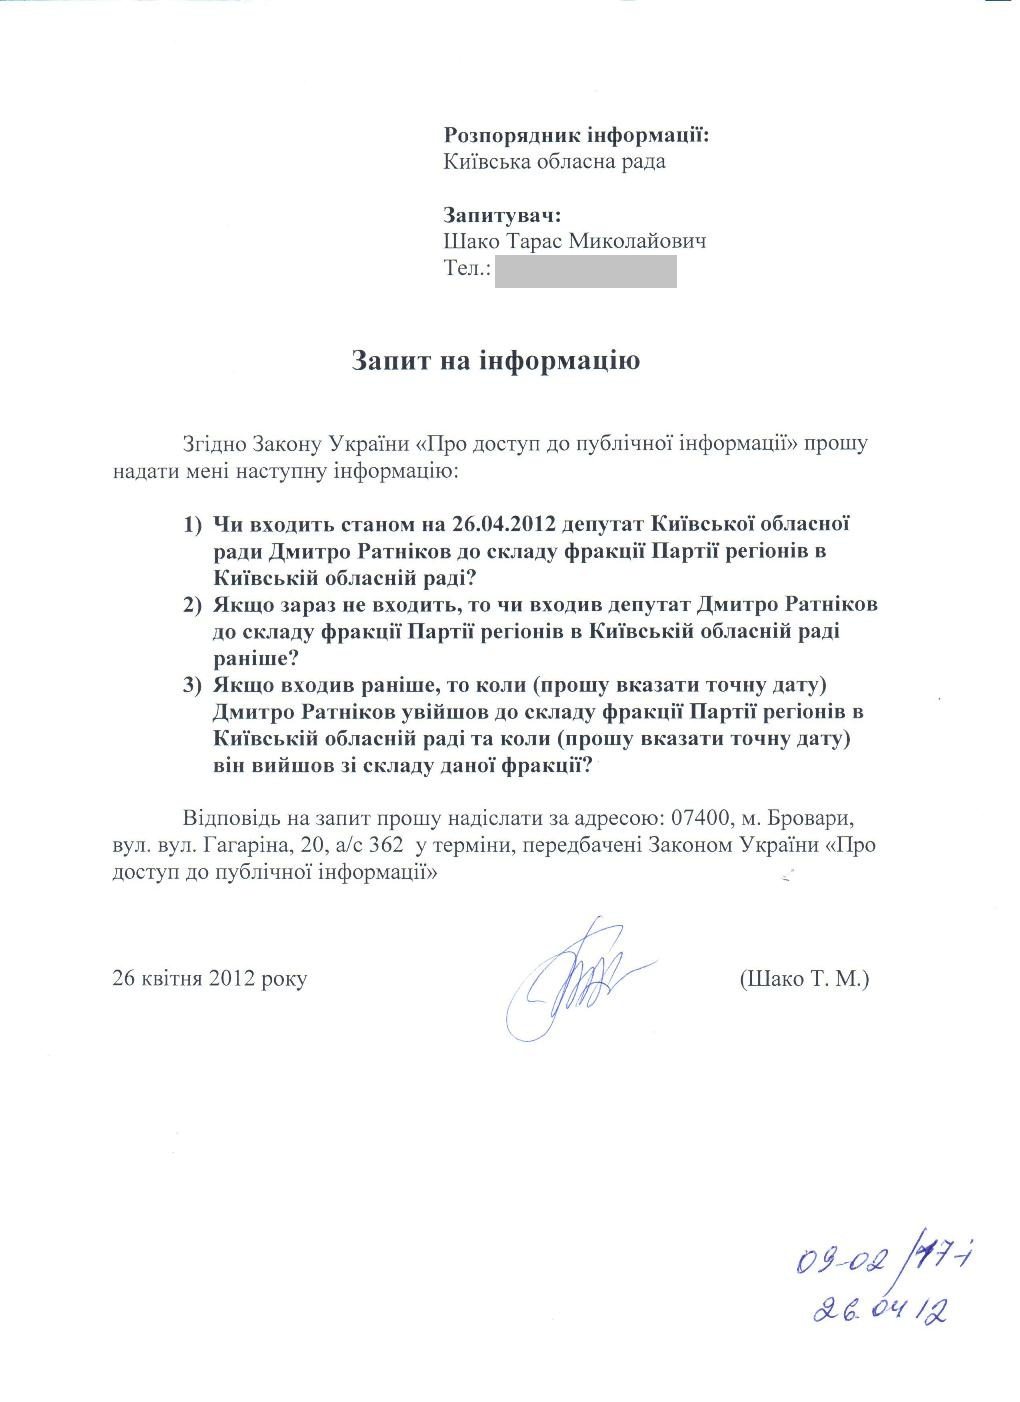 Розпорядник інформації:
Київська обласна рада
Запитувач:
Шако Тарас Миколайович
Тел.:
Запит на інформацію
Згідно Закону України «Про доступ до публічної інформації» прошу
надати мені наступну інформацію:
1) Чи входить станом на 26.04.2012 депутат Київської обласної
ради Дмитро Ратніков до складу фракції Партії регіонів в
Київській обласній раді?
2) Якщо зараз не входить, то чи входив депутат Дмитро Ратніков
до складу фракції Партії регіонів в Київській обласній раді
раніше?
3) Якщо входив раніше, то коли (прошу вказати точну дату)
Дмитро Ратніков увійшов до складу фракції Партії регіонів в
Київській обласній раді та коли (прошу вказати точну дату)
він вийшов зі складу даної фракції?
Відповідь на запит прошу надіслати за адресою: 07400, м. Бровари,
вул. вул. Гагаріна, 20, а/с 362 у терміни, передбачені Законом України «Про
доступ до публічної інформації»
26 квітня 2012 року (Шако Т. М.)
09-02/17-і
26 04 12